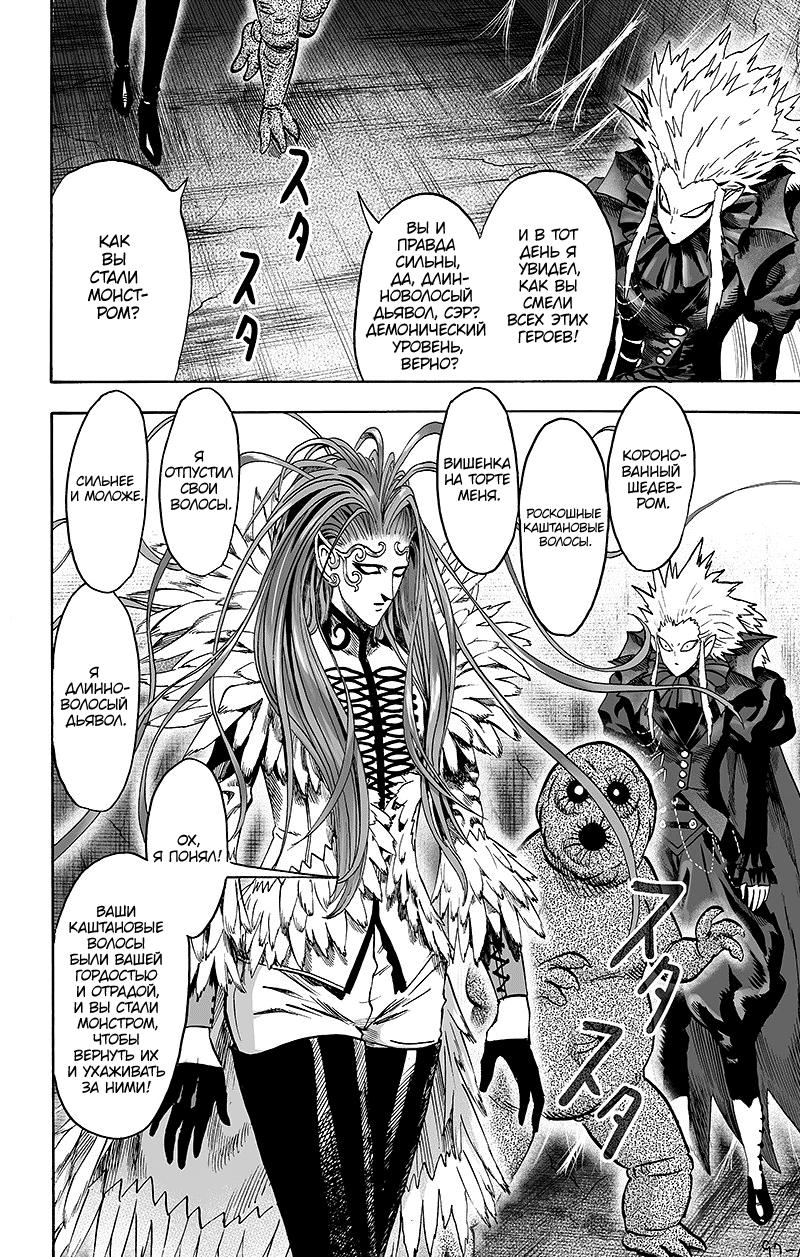 И В ТОТ
ДЕНЬ Я
УВИДЕЛ,
КАК ВЫ
СМЕЛИ
ВСЕХ ЭТИХ
ГЕРОЕВ!
ВЫ И
ПРАВДА
СИЛЬНЫ,
ДА, ДЛИН-
НОВОЛОСЫЙ
ДЬЯВОЛ, СЭР?
ДЕМОНИЧЕСКИЙ
УРОВЕНЬ,
ВЕРНО?
スタ
スタ
КАК
ВЫ
СТАЛИ
МОНСТ-
РОМ?
КОРОНО-
ВАННЫЙ
ШЕДЕВ-
РОМ.
РОСКОШНЫЕ
КАШТАНОВЫЕ
ВОЛОСЫ.
ВИШЕНКА
НА ТОРТЕ
МЕНЯ.
Я
ОТПУСТИЛ
СВОИ
ВОЛОСЫ.
СИЛЬНЕЕ
И МОЛОЖЕ.
Я
ДЛИННО-
ВОЛОСЫЙ
ДЬЯВОЛ.
ОХ,
Я ПОНЯЛ!
ВАШИ
КАШТАНОВЫЕ
ВОЛОСЫ
БЫЛИ ВАШЕЙ
ГОРДОСТЬЮ
И ОТРАДОЙ,
И ВЫ СТАЛИ
МОНСТРОМ,
ЧТОБЫ
ВЕРНУТЬ ИХ
И УХАЖИВАТЬ
ЗА НИМИ!
スタ
スタ